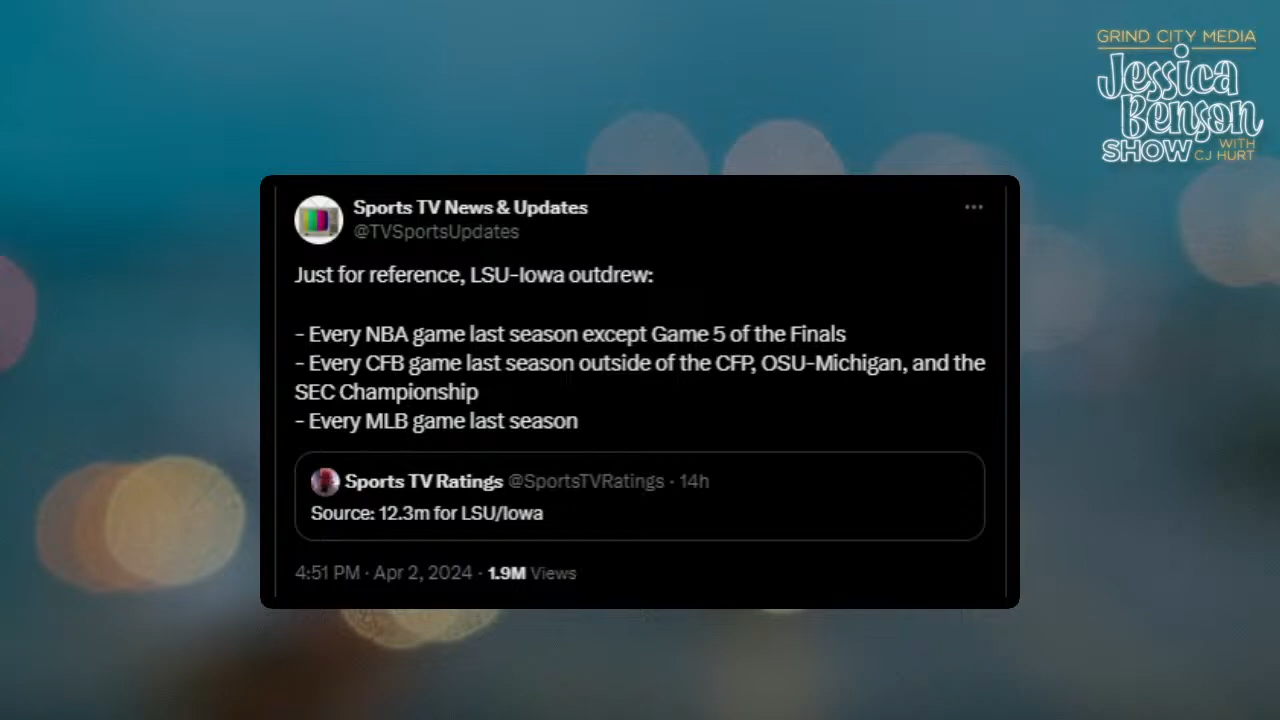 GRIND CITY MEDIA
Jessica
Benson
SHOW WITH
CJ HURT
Sports TV News & Updates
@TVSportsUpdates
Just for reference, LSU-Iowa outdrew:
- Every NBA game last season except Game 5 of the Finals
- Every CFB game last season outside of the CFP, OSU-Michigan, and the
SEC Championship
- Every MLB game last season
Sports TV Ratings @SportsTVRatings · 14h
Source: 12.3m for LSU/Iowa
4:51 PM · Apr 2, 2024 · 1.9M Views